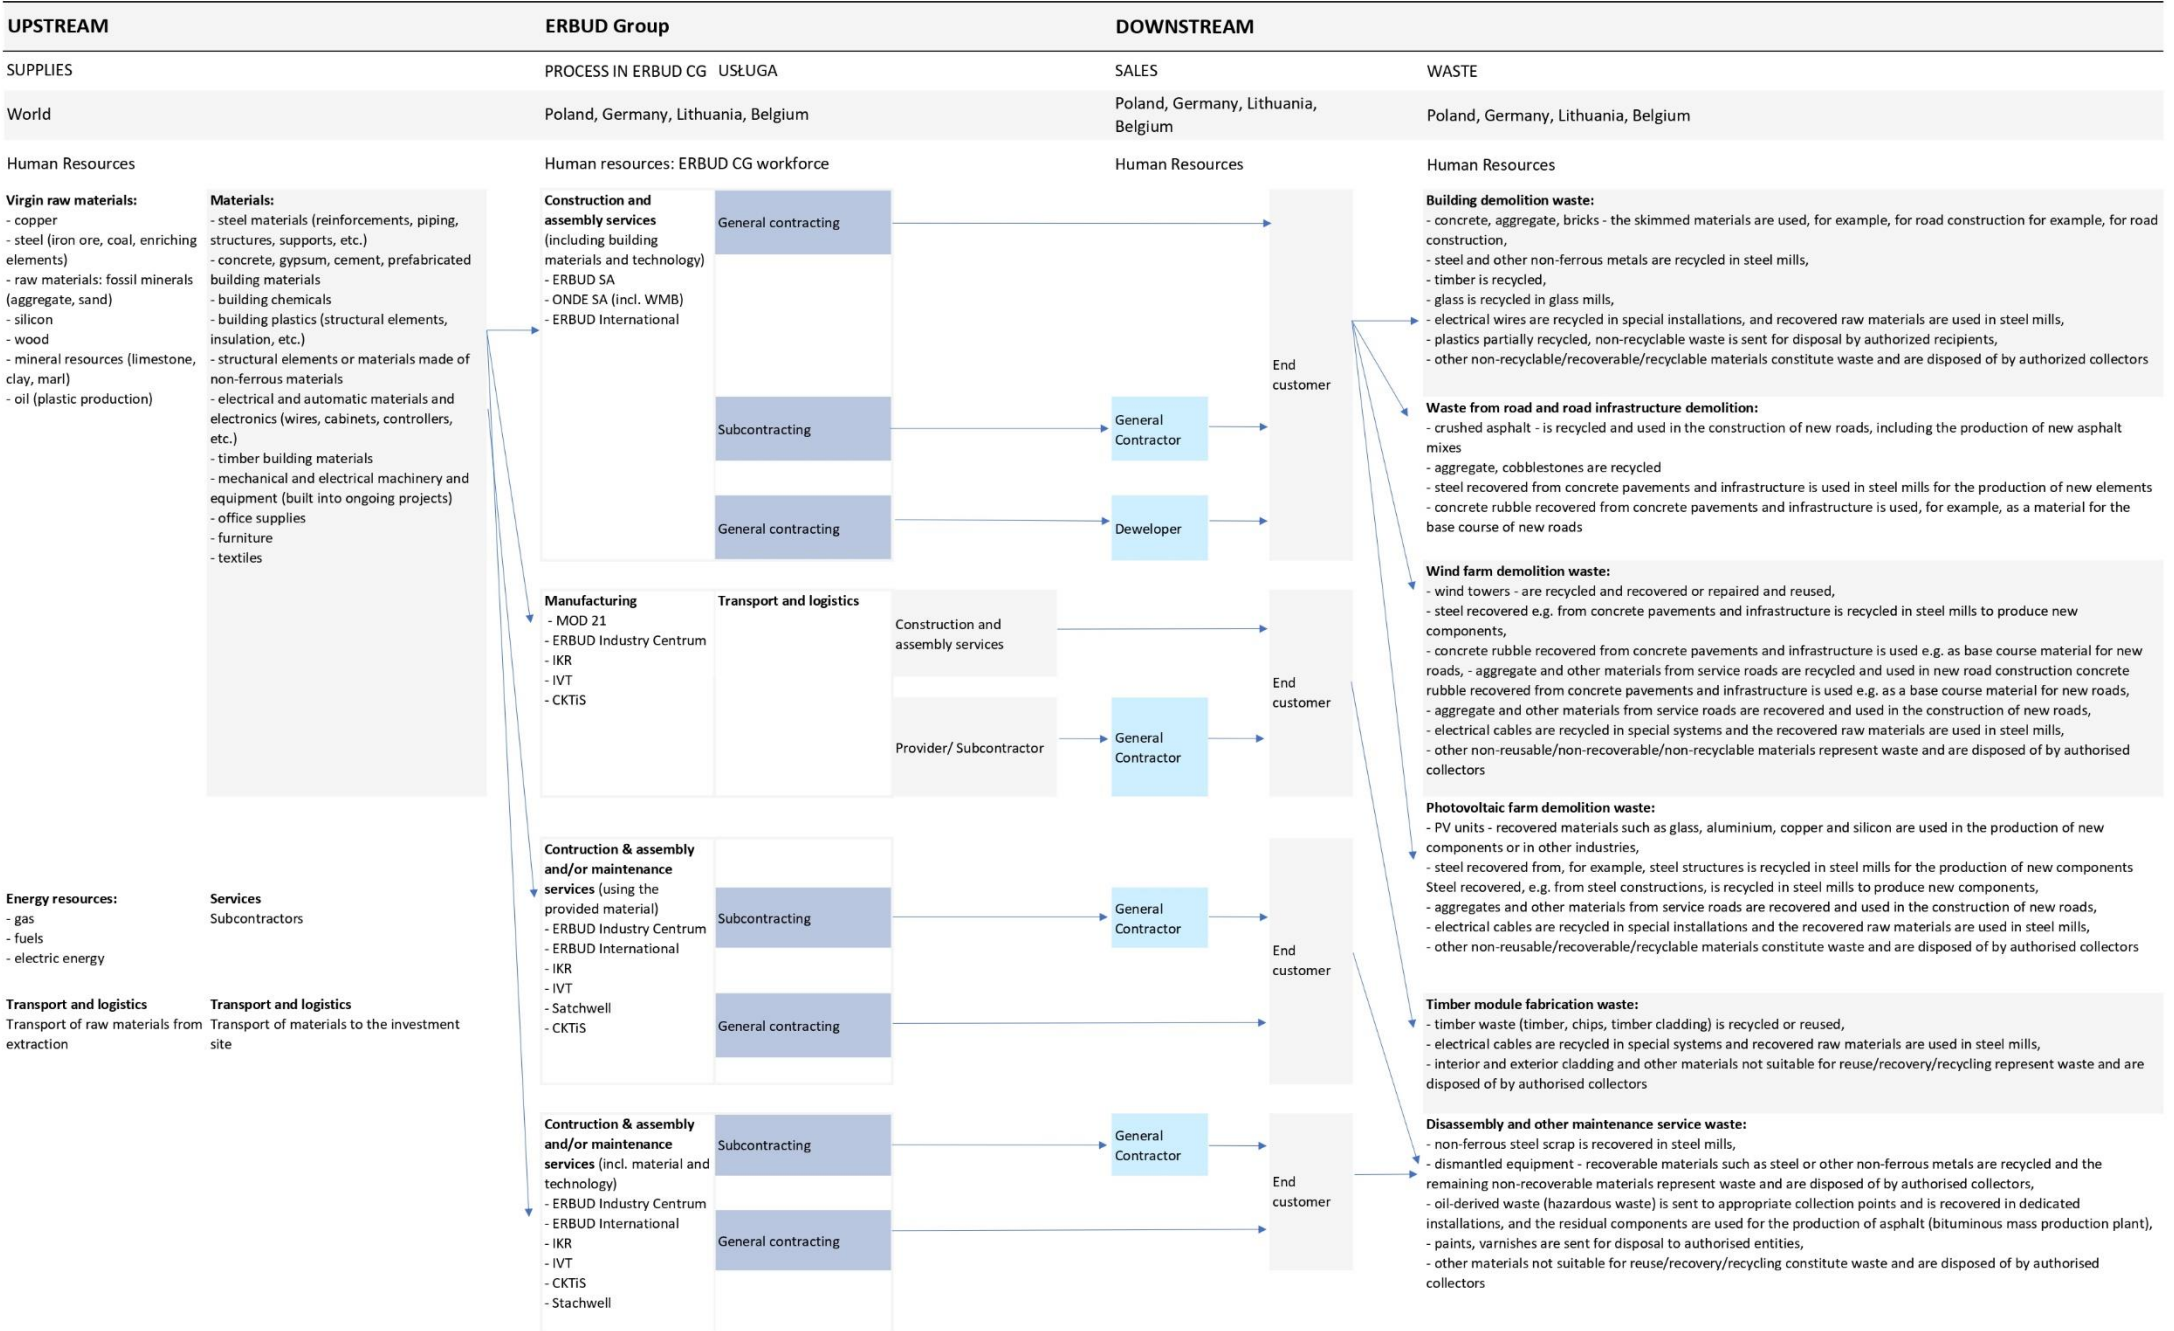 UPSTREAM
ERBUD Group
DOWNSTREAM
SUPPLIES
PROCESS IN ERBUD CG
USŁUGA
SALES
WASTE
World
Poland, Germany, Lithuania, Belgium
Poland, Germany, Lithuania,
Belgium
Poland, Germany, Lithuania, Belgium
Human Resources
Human resources: ERBUD CG workforce
Human Resources
Human Resources
Virgin raw materials:
- copper
- steel (iron ore, coal, enriching
elements)
- raw materials: fossil minerals
(aggregate, sand)
- silicon
- wood
- mineral resources (limestone,
clay, marl)
- oil (plastic production)
Materials:
- steel materials (reinforcements, piping,
structures, supports, etc.)
- concrete, gypsum, cement, prefabricated
building materials
- building chemicals
- building plastics (structural elements,
insulation, etc.)
- structural elements or materials made of
non-ferrous materials
- electrical and automatic materials and
electronics (wires, cabinets, controllers,
etc.)
- timber building materials
- mechanical and electrical machinery and
equipment (built into ongoing projects)
- office supplies
- furniture
- textiles
Energy resources:
- gas
- fuels
- electric energy
Services
Subcontractors
Transport and logistics
Transport of raw materials from
extraction
Transport and logistics
Transport of materials to the investment
site
Construction and
assembly services
(including building
materials and technology)
- ERBUD SA
- ONDE SA (incl. WMB)
- ERBUD International
General contracting
Subcontracting
General contracting
General
Contractor
Deweloper
End
customer
Manufacturing
- MOD 21
- ERBUD Industry Centrum
- IKR
- IVT
- CKTiS
Transport and logistics
Construction and
assembly services
Provider/ Subcontractor
General
Contractor
End
customer
Contruction & assembly
and/or maintenance
services (using the
provided material)
- ERBUD Industry Centrum
- ERBUD International
- IKR
- IVT
- Satchwell
- CKTiS
Subcontracting
General contracting
General
Contractor
End
customer
Contruction & assembly
and/or maintenance
services (incl. material and
technology)
- ERBUD Industry Centrum
- ERBUD International
- IKR
- IVT
- CKTiS
- Stachwell
Subcontracting
General contracting
General
Contractor
End
customer
Building demolition waste:
- concrete, aggregate, bricks - the skimmed materials are used, for example, for road construction for example, for road
construction,
- steel and other non-ferrous metals are recycled in steel mills,
- timber is recycled,
- glass is recycled in glass mills,
- electrical wires are recycled in special installations, and recovered raw materials are used in steel mills,
- plastics partially recycled, non-recyclable waste is sent for disposal by authorized recipients,
- other non-recyclable/recoverable/recyclable materials constitute waste and are disposed of by authorized collectors
Waste from road and road infrastructure demolition:
- crushed asphalt - is recycled and used in the construction of new roads, including the production of new asphalt
mixes
- aggregate, cobblestones are recycled
- steel recovered from concrete pavements and infrastructure is used in steel mills for the production of new elements
- concrete rubble recovered from concrete pavements and infrastructure is used, for example, as a material for the
base course of new roads
Wind farm demolition waste:
- wind towers - are recycled and recovered or repaired and reused,
- steel recovered e.g. from concrete pavements and infrastructure is recycled in steel mills to produce new
components,
- concrete rubble recovered from concrete pavements and infrastructure is used e.g. as base course material for new
roads, - aggregate and other materials from service roads are recycled and used in new road construction concrete
rubble recovered from concrete pavements and infrastructure is used e.g. as a base course material for new roads,
- aggregate and other materials from service roads are recovered and used in the construction of new roads,
- electrical cables are recycled in special systems and the recovered raw materials are used in steel mills,
- other non-reusable/non-recoverable/non-recyclable materials represent waste and are disposed of by authorised
collectors
Photovoltaic farm demolition waste:
- PV units - recovered materials such as glass, aluminium, copper and silicon are used in the production of new
components or in other industries,
- steel recovered from, for example, steel structures is recycled in steel mills for the production of new components
Steel recovered, e.g. from steel constructions, is recycled in steel mills to produce new components,
- aggregates and other materials from service roads are recovered and used in the construction of new roads,
- electrical cables are recycled in special installations and the recovered raw materials are used in steel mills,
- other non-reusable/recoverable/recyclable materials constitute waste and are disposed of by authorised collectors
Timber module fabrication waste:
- timber waste (timber, chips, timber cladding) is recycled or reused,
- electrical cables are recycled in special systems and recovered raw materials are used in steel mills,
- interior and exterior cladding and other materials not suitable for reuse/recovery/recycling represent waste and are
disposed of by authorised collectors
Disassembly and other maintenance service waste:
- non-ferrous steel scrap is recovered in steel mills,
- dismantled equipment - recoverable materials such as steel or other non-ferrous metals are recycled and the
remaining non-recoverable materials represent waste and are disposed of by authorised collectors,
- oil-derived waste (hazardous waste) is sent to appropriate collection points and is recovered in dedicated
installations, and the residual components are used for the production of asphalt (bituminous mass production plant),
- paints, varnishes are sent for disposal to authorised entities,
- other materials not suitable for reuse/recovery/recycling constitute waste and are disposed of by authorised
collectors